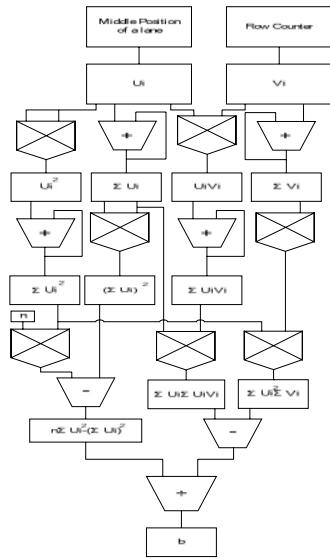 Middle Position
of a lane
Row Counter
Ui
Vi
+
+
Ui²
Σ Ui
UiVi
Σ Vi
+
+
Σ Ui²
(Σ Ui)²
Σ UiVi
n
-
Σ UiΣ UiVi
Σ Ui²Σ Vi
nΣ Ui²-(Σ Ui)²
-
÷
b